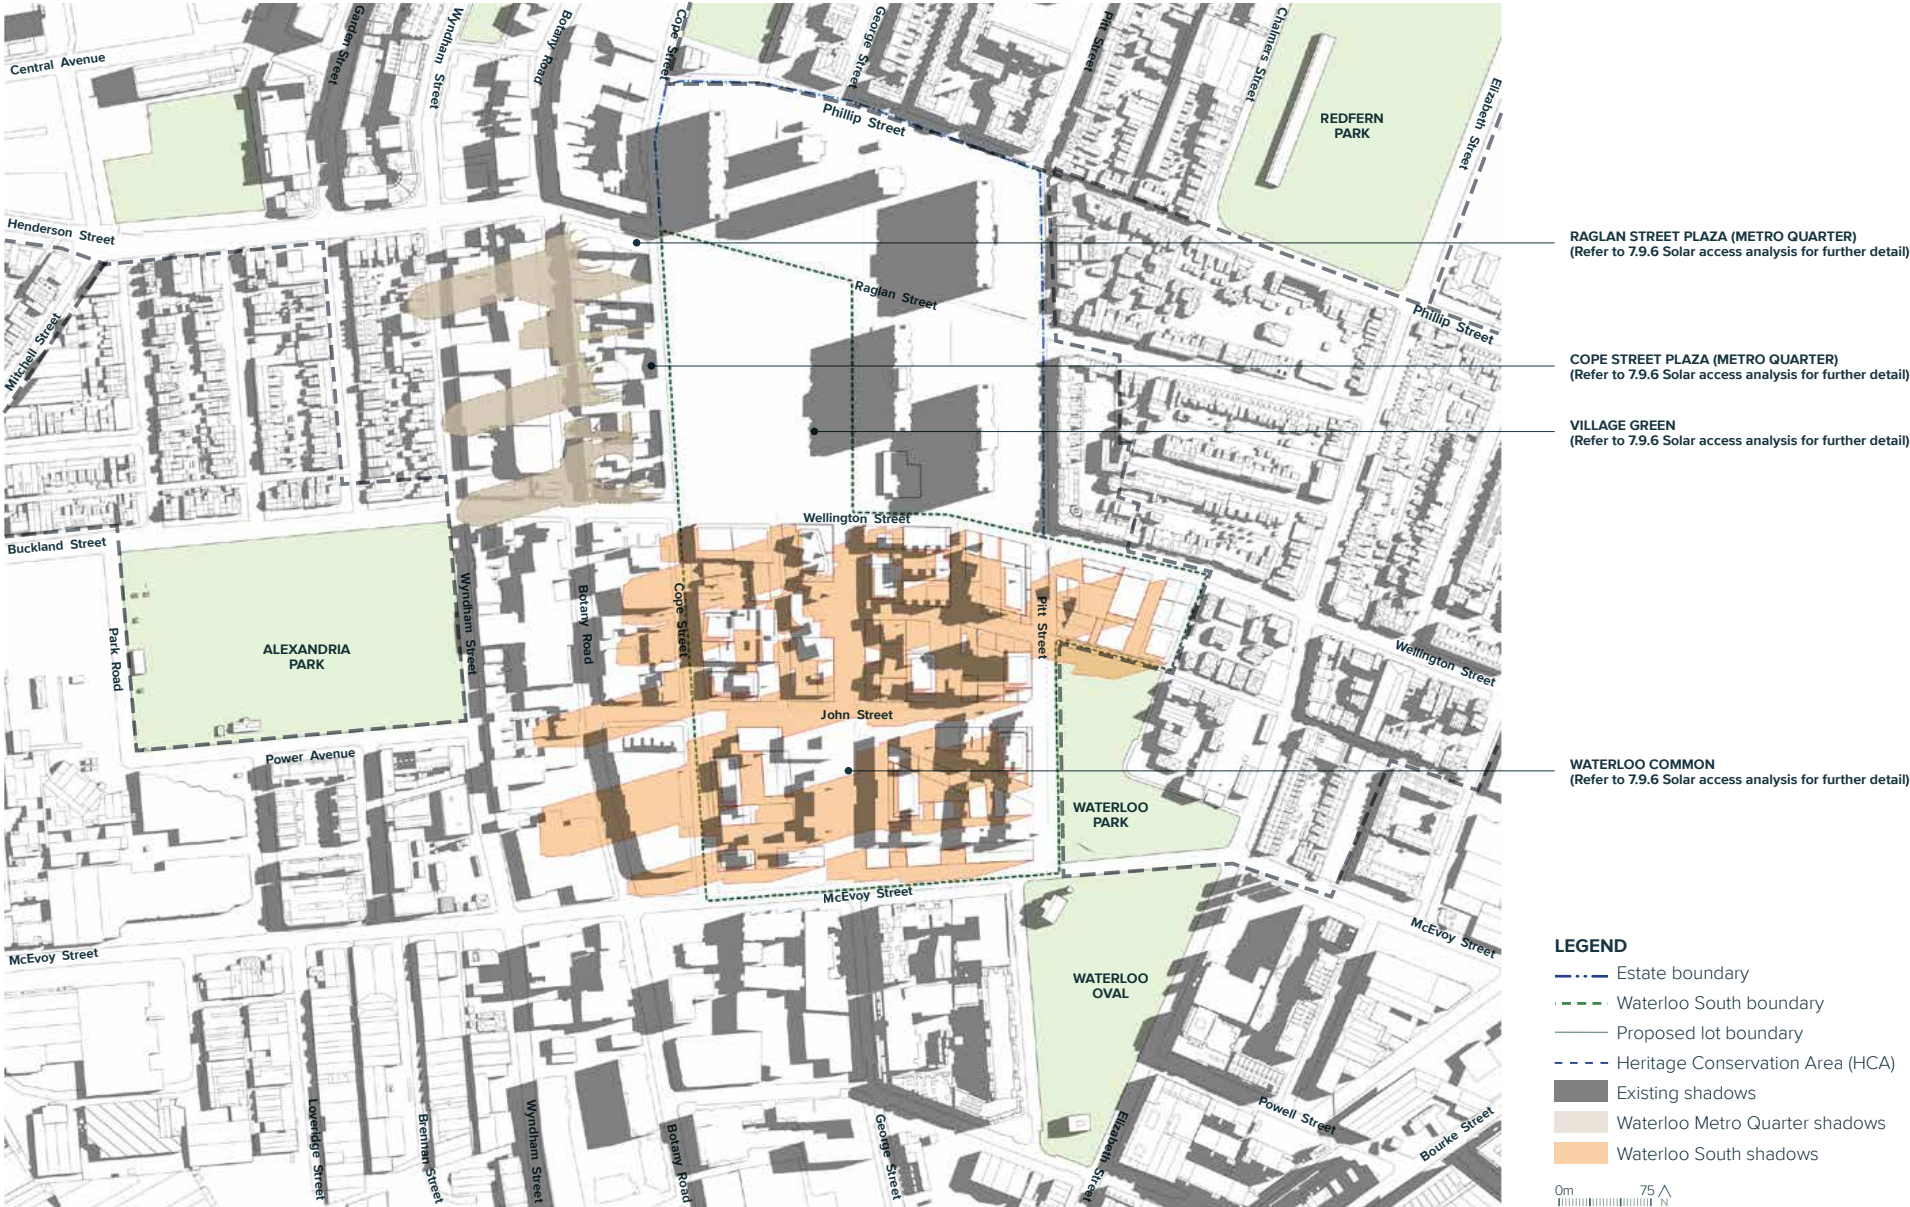 Central Avenue
Garden Street
Wyndham Street
Botany Road
Cope Street
George Street
Pitt Street
Chalmers Street
Elizabeth Street
Phillip Street
REDFERN
PARK
Henderson Street
Mitchell Street
Raglan Street
Phillip Street
RAGLAN STREET PLAZA (METRO QUARTER)
(Refer to 7.9.6 Solar access analysis for further detail)
COPE STREET PLAZA (METRO QUARTER)
(Refer to 7.9.6 Solar access analysis for further detail)
VILLAGE GREEN
(Refer to 7.9.6 Solar access analysis for further detail)
Wellington Street
Buckland Street
Park Road
Wyndham Street
Botany Road
Cope Street
Pitt Street
ALEXANDRIA
PARK
Wellington Street
John Street
Power Avenue
WATERLOO COMMON
(Refer to 7.9.6 Solar access analysis for further detail)
WATERLOO
PARK
McEvoy Street
McEvoy Street
McEvoy Street
WATERLOO
OVAL
Loveridge Street
Brennan Street
Wyndham Street
Botany Road
George Street
Elizabeth Street
Powell Street
Bourke Street
LEGEND
Estate boundary
Waterloo South boundary
Proposed lot boundary
Heritage Conservation Area (HCA)
Existing shadows
Waterloo Metro Quarter shadows
Waterloo South shadows
0m 75
N